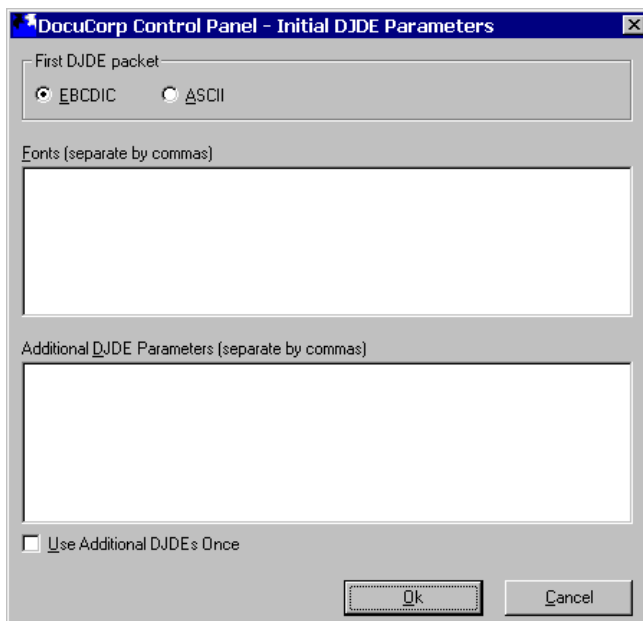 DocuCorp Control Panel - Initial DJDE Parameters
First DJDE packet
EBCDIC ASCII
Fonts (separate by commas)
Additional DJDE Parameters (separate by commas)
Use Additional DJDEs Once
Ok Cancel